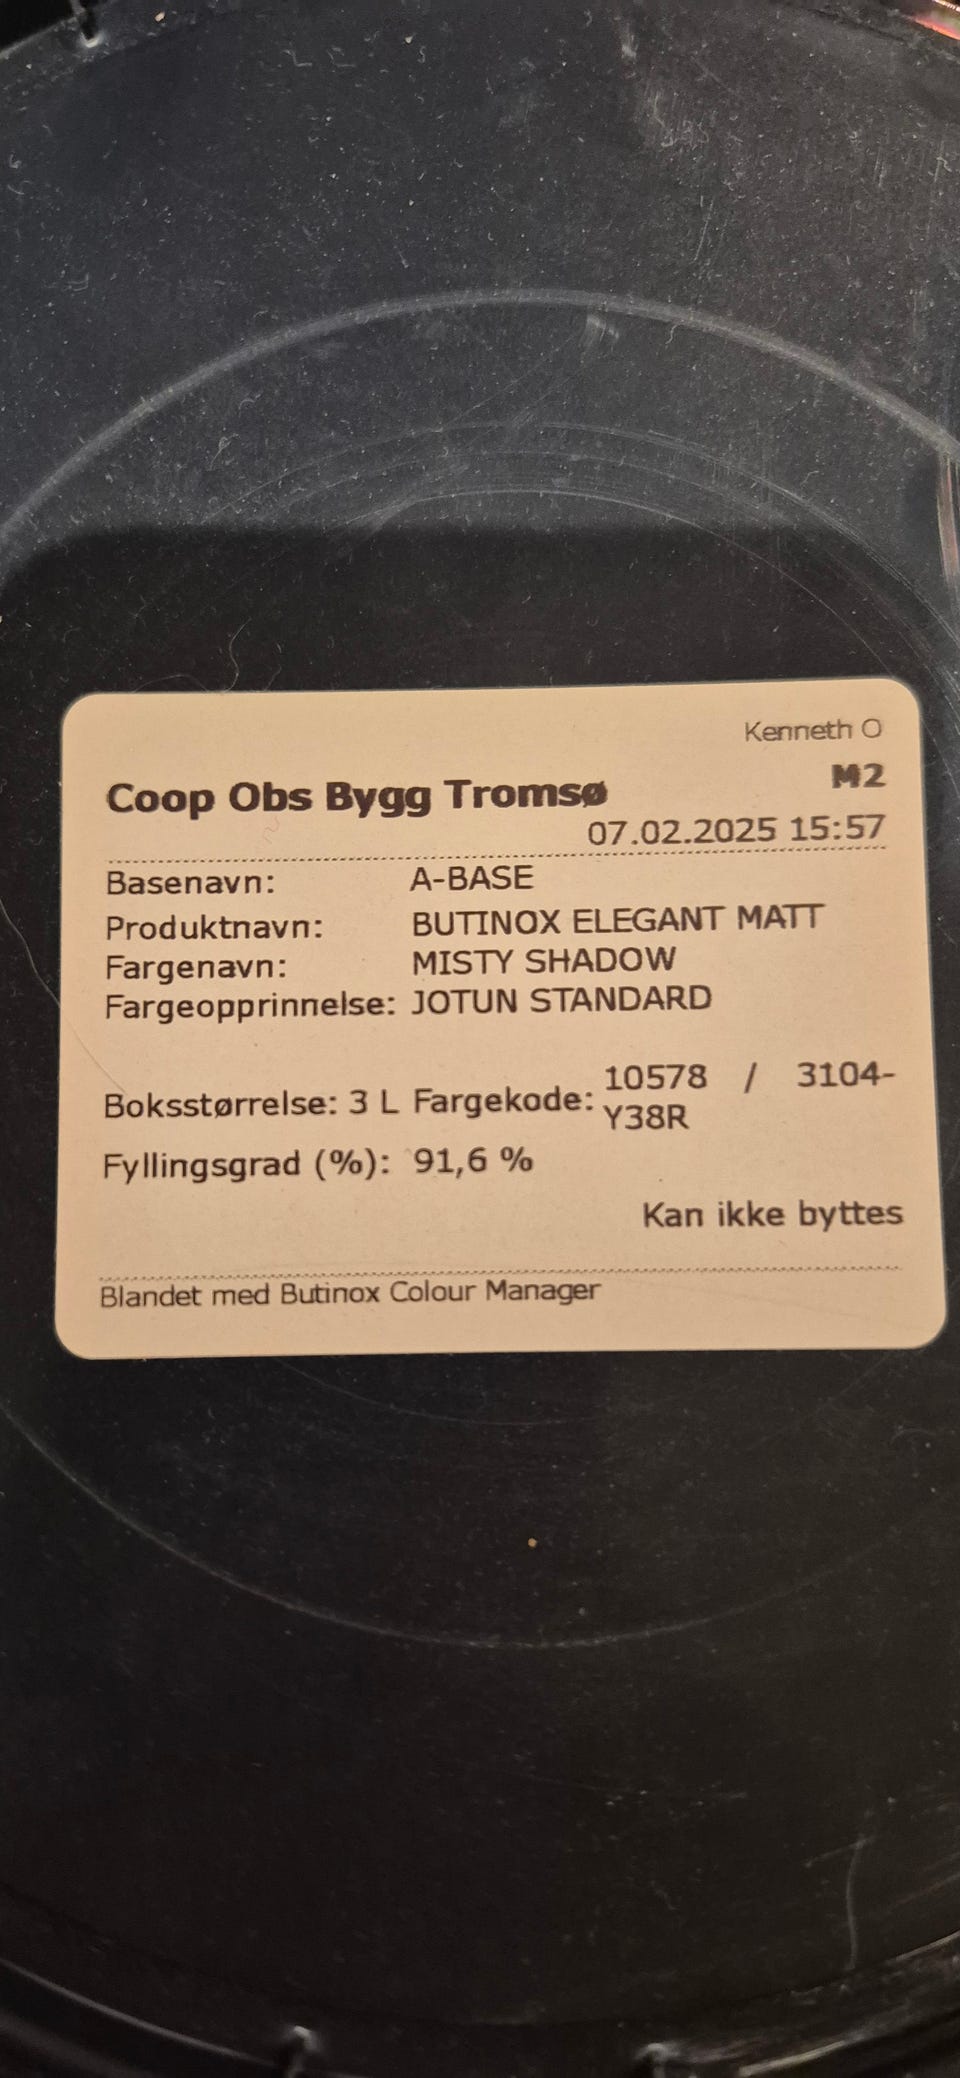 Kenneth O
M2
Coop Obs Bygg Tromsø
07.02.2025 15:57
Basenavn: A-BASE
Produktnavn: BUTINOX ELEGANT MATT
Fargenavn: MISTY SHADOW
Fargeopprinnelse: JOTUN STANDARD
Boksstørrelse: 3 L Fargekode: 10578 / 3104-
Y38R
Fyllingsgrad (%): 91,6 %
Kan ikke byttes
Blandet med Butinox Colour Manager